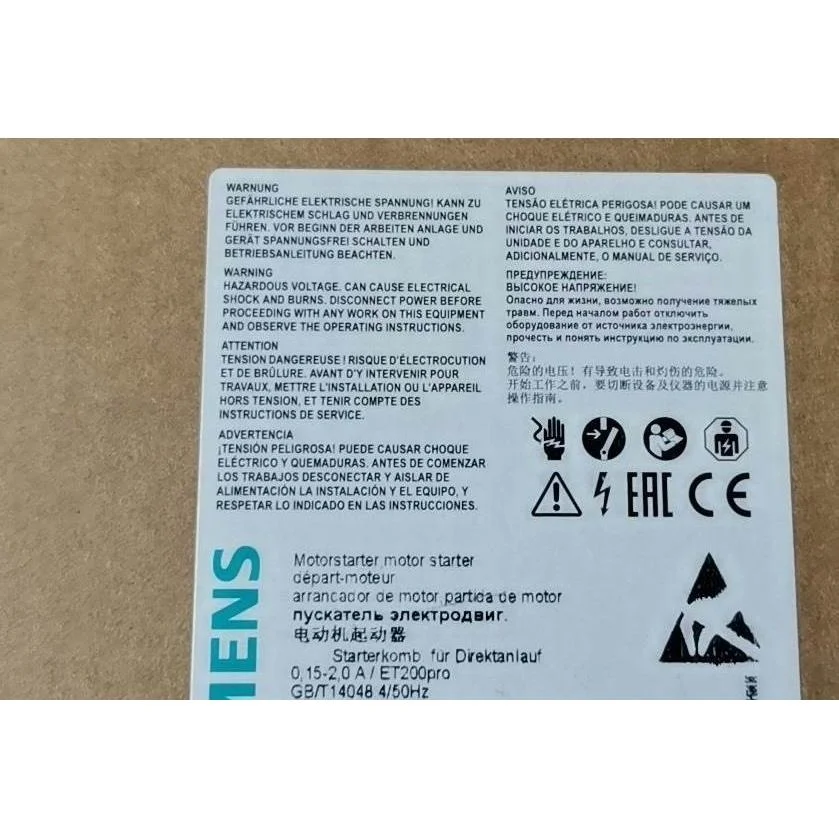 WARNUNG
GEFÄHRLICHE ELEKTRISCHE SPANNUNG! KANN ZU
ELEKTRISCHEM SCHLAG UND VERBRENNUNGEN
FÜHREN. VOR BEGINN DER ARBEITEN ANLAGE UND
GERÄT SPANNUNGSFREI SCHALTEN UND
BETRIEBSANLEITUNG BEACHTEN.
WARNING
HAZARDOUS VOLTAGE. CAN CAUSE ELECTRICAL
SHOCK AND BURNS. DISCONNECT POWER BEFORE
PROCEEDING WITH ANY WORK ON THIS EQUIPMENT
AND OBSERVE THE OPERATING INSTRUCTIONS.
ATTENTION
TENSION DANGEREUSE! RISQUE D'ÉLECTROCUTION
ET DE BRÛLURE. AVANT D'Y INTERVENIR POUR
TRAVAUX, METTRE L'INSTALLATION OU L'APPAREIL
HORS TENSION, ET TENIR COMPTE DES
INSTRUCTIONS DE SERVICE.
ADVERTENCIA
¡TENSIÓN PELIGROSA! PUEDE CAUSAR CHOQUE
ELÉCTRICO Y QUEMADURAS. ANTES DE COMENZAR
LOS TRABAJOS DESCONECTAR Y AISLAR DE
ALIMENTACIÓN LA INSTALACIÓN Y EL EQUIPO, Y
RESPETAR LO INDICADO EN LAS INSTRUCCIONES.
AVISO
TENSÃO ELÉTRICA PERIGOSA! PODE CAUSAR UM
CHOQUE ELÉTRICO E QUEIMADURAS. ANTES DE
INICIAR OS TRABALHOS, DESLIGUE A TENSÃO DA
UNIDADE E DO APARELHO E CONSULTAR,
ADICIONALMENTE, O MANUAL DE SERVIÇO.
ПРЕДУПРЕЖДЕНИЕ:
ВЫСОКОЕ НАПРЯЖЕНИЕ!
Опасно для жизни, возможно получение тяжелых
травм. Перед началом работ отключить
оборудование от источника электроэнергии,
прочесть и понять инструкцию по эксплуатации.
警告:
危险的电压! 有导致电击和灼伤的危险。
开始工作之前，要切断设备及仪器的电源并注意
操作指南。
EAC CE
MENS
Motorstarter,motor starter
départ-moteur
arrancador de motor,partida de motor
пускатель электродвиг.
电动机起动器
Starterkomb für Direktanlauf
0,15-2,0 A / ET200pro
GB/T14048 4/50Hz